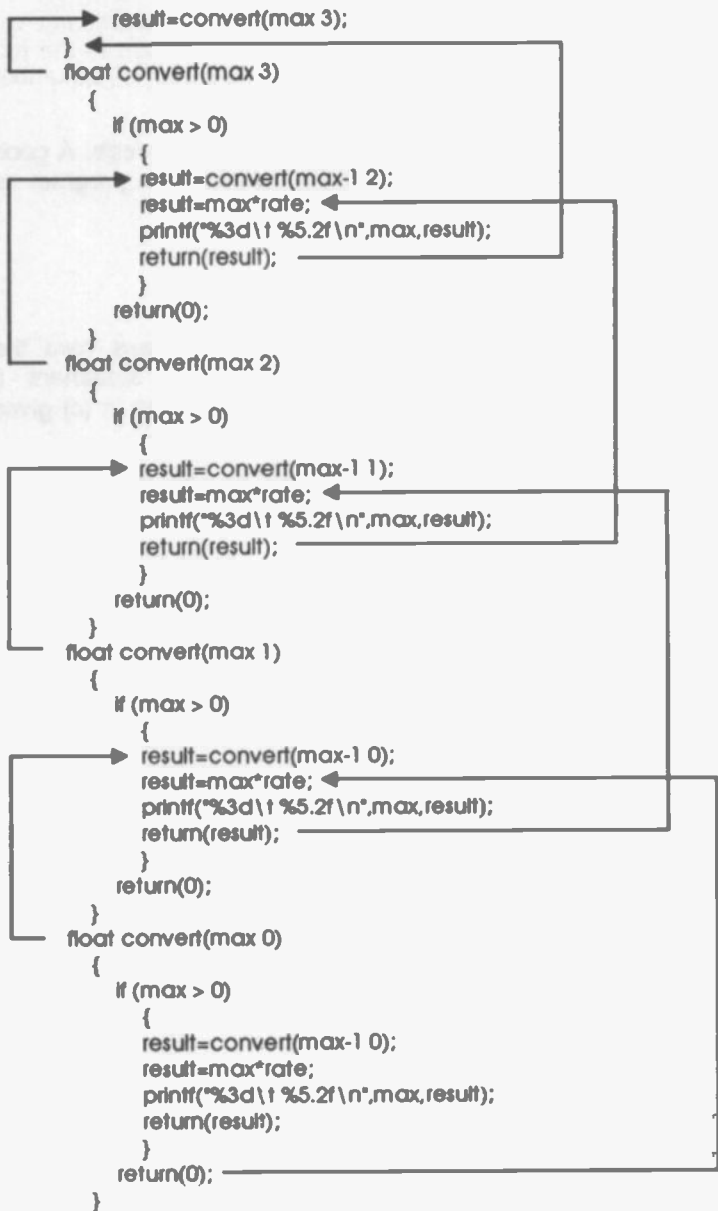 result=convert(max 3);
}
float convert(max 3)
{
if (max > 0)
{
result=convert(max-1 2);
result=max*rate;
printf("%3d\t %5.2f\n",max,result);
return(result);
}
return(0);
}
float convert(max 2)
{
if (max > 0)
{
result=convert(max-1 1);
result=max*rate;
printf("%3d\t %5.2f\n",max,result);
return(result);
}
return(0);
}
float convert(max 1)
{
if (max > 0)
{
result=convert(max-1 0);
result=max*rate;
printf("%3d\t %5.2f\n",max,result);
return(result);
}
return(0);
}
float convert(max 0)
{
if (max > 0)
{
result=convert(max-1 0);
result=max*rate;
printf("%3d\t %5.2f\n",max,result);
return(result);
}
return(0);
}